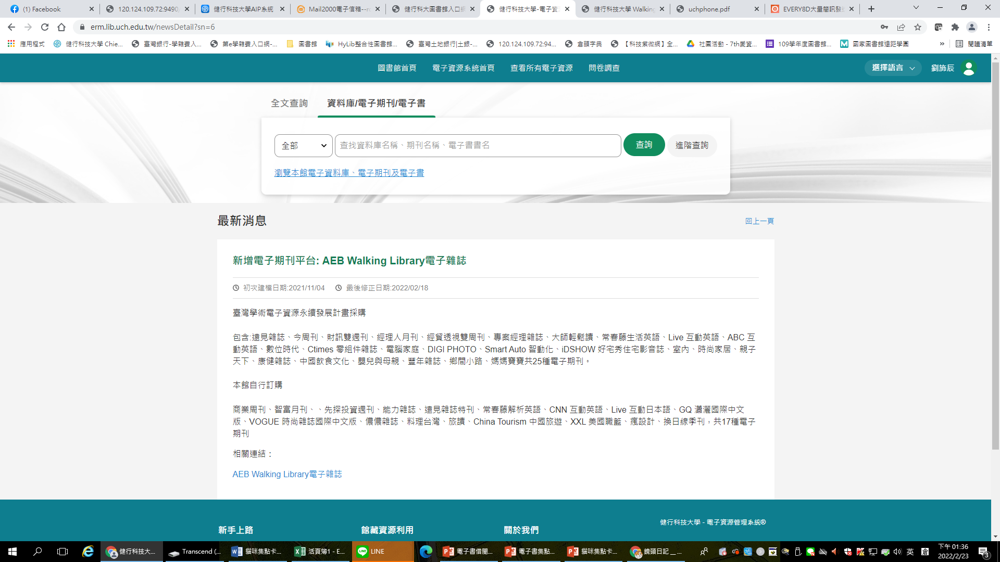 (1) Facebook
120.124.109.72:9490
健行科技大學AIP系統
Mail2000電子信箱--
健行科大圖書館入口
健行科技大學-電子資
健行科技大學 Walking
uchphone.pdf
EVERY8D大量簡訊發
erm.lib.uch.edu.tw/newsDetail?sn=6
應用程式
健行科技大學 Chie...
臺灣銀行-學雜費入...
第e學雜費入口網-...
圖書館
HyLib整合性圖書館...
臺灣土地銀行|土銀-...
120.124.109.72:94...
倉頡字典
【科技紫微網】全...
社團活動 - 7th愛資...
109學年度圖書館...
國家圖書館遠距學園
»
閱讀清單
圖書館首頁 電子資源系統首頁 查看所有電子資源 問卷調查
選擇語言
劉旆辰
全文查詢 資料庫/電子期刊/電子書
全部
查找資料庫名稱、期刊名稱、電子書書名
查詢
進階查詢
瀏覽本館電子資料庫、電子期刊及電子書
最新消息
回上一頁
新增電子期刊平台: AEB Walking Library電子雜誌
初次建檔日期:2021/11/04 最後修正日期:2022/02/18
臺灣學術電子資源永續發展計畫採購
包含:遠見雜誌、今周刊、財訊雙週刊、經理人月刊、經貿透視雙周刊、專案經理雜誌、大師輕鬆讀、常春藤生活英語、Live 互動英語、ABC 互
動英語、數位時代、Ctimes 零組件雜誌、電腦家庭、DIGI PHOTO、Smart Auto 智動化、iDSHOW 好宅秀住宅影音誌、室內、時尚家居、親子
天下、康健雜誌、中國飲食文化、嬰兒與母親、豐年雜誌、鄉間小路、媽媽寶寶共25種電子期刊。
本館自行訂購
商業周刊、智富月刊、、先探投資週刊、能力雜誌、遠見雜誌特刊、常春藤解析英語、CNN 互動英語、Live 互動日本語、GQ 瀟灑國際中文
版、VOGUE 時尚雜誌國際中文版、儂儂雜誌、料理台灣、旅讀、China Tourism 中國旅遊、XXL 美國職籃、瘋設計、換日線季刊，共17種電子
期刊
相關連結：
AEB Walking Library電子雜誌
新手上路
館藏資源利用
關於我們
健行科技大學 - 電子資源管理系統®
健行科技大...
Transcend (...
貓咪集點卡...
活頁簿1 - E...
LINE
電子書借閱...
電子書集點...
貓咪集點卡...
鏡頭日記 __ ...
英
倉
下午 01:36
2022/2/23
3